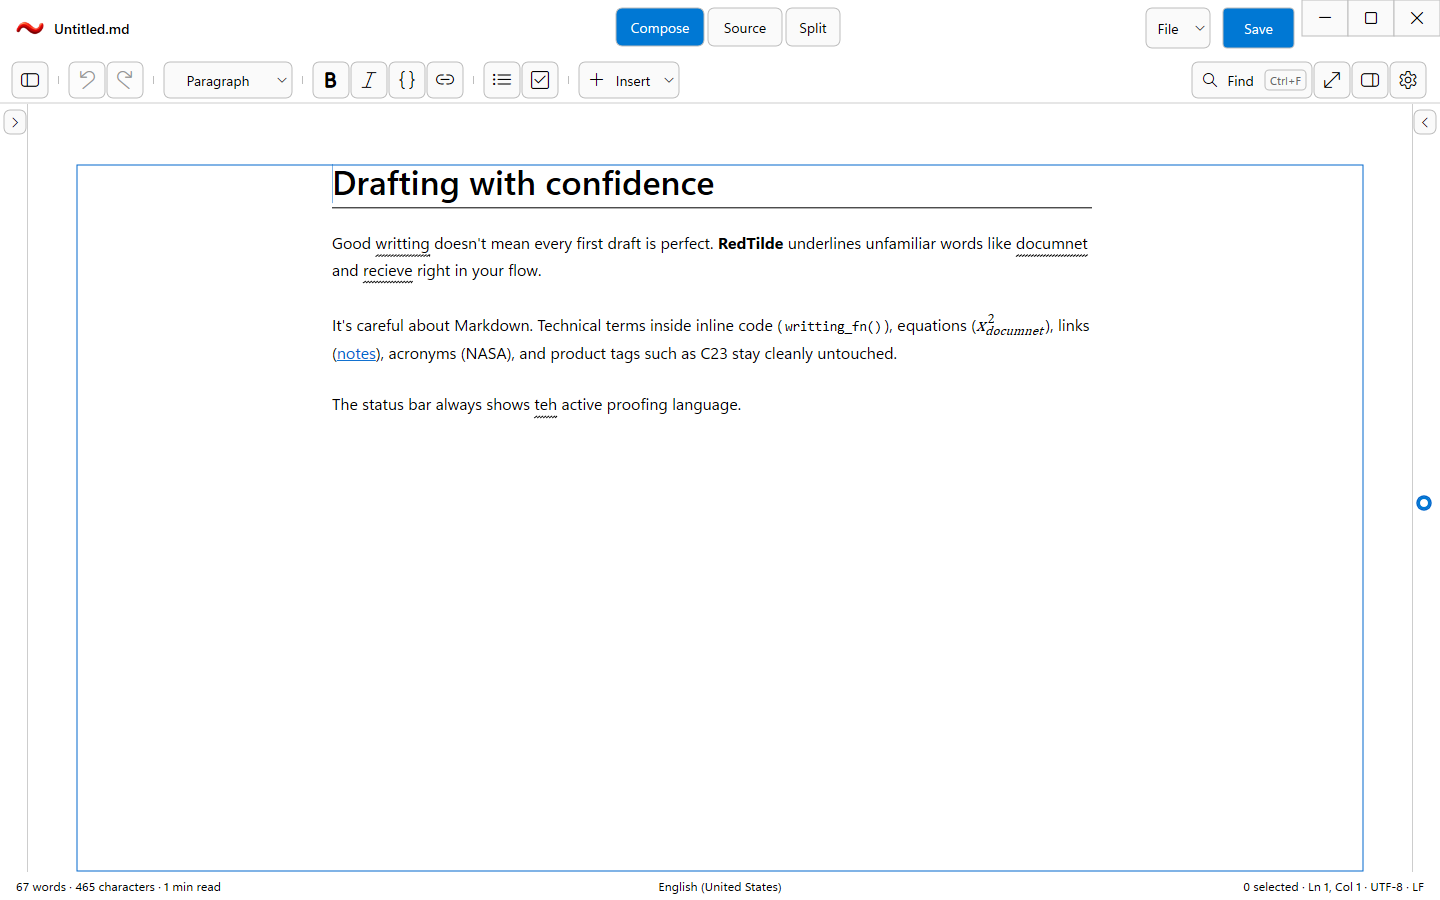 Untitled.md
Compose
Source
Split
File
Save
Paragraph
B
I
{}
Insert
Find
Ctrl+F
Drafting with confidence
Good writting doesn't mean every first draft is perfect. RedTilde underlines unfamiliar words like documnet
and recieve right in your flow.
It's careful about Markdown. Technical terms inside inline code (writting_fn()), equations (x²_documnet), links
(notes), acronyms (NASA), and product tags such as C23 stay cleanly untouched.
The status bar always shows teh active proofing language.
67 words · 465 characters · 1 min read
English (United States)
0 selected · Ln 1, Col 1 · UTF-8 · LF